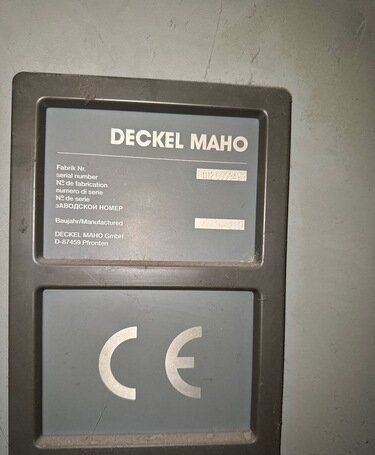 DECKEL MAHO
Fabrik Nr.
serial number
No. de fabrication
numero di serie
No. de serie
зАВОДСКОЙ НОМЕР
Baujahr/Manufactured
DECKEL MAHO GmbH
D-87459 Pfronten
CE